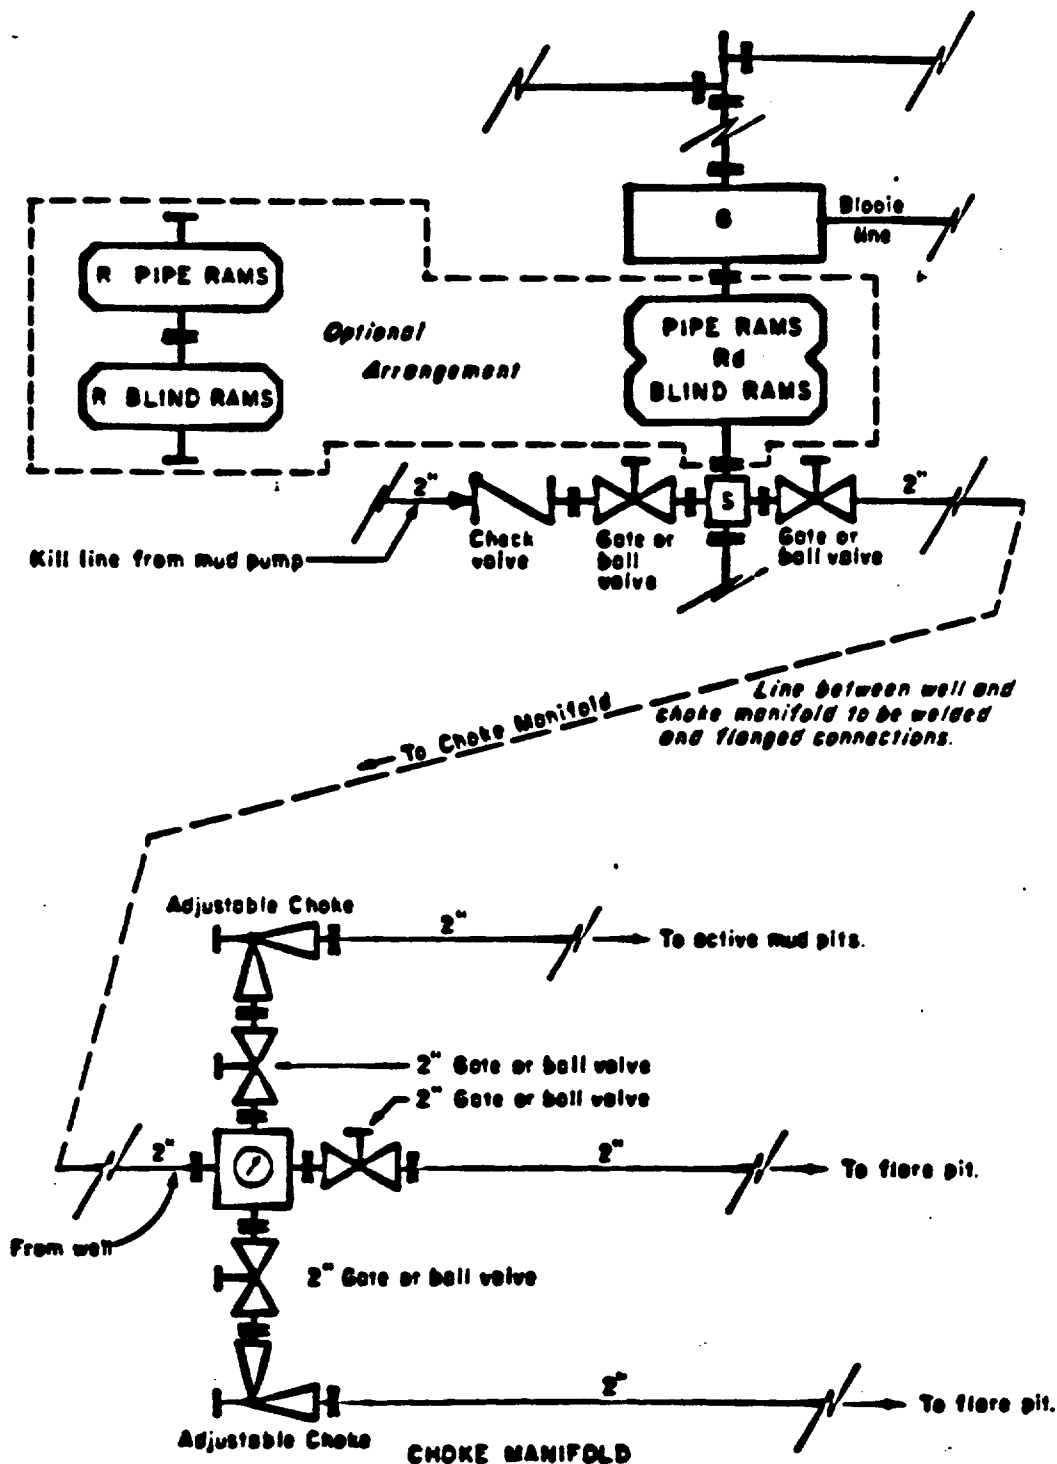 G
Blooie
line
R PIPE RAMS
R BLIND RAMS
Optional
Arrangement
PIPE RAMS
Rd
BLIND RAMS
2"
S
2"
Kill line from mud pump
Check
valve
Gate or
ball
valve
Gate or
ball valve
Line between well and
choke manifold to be welded
and flanged connections.
To Choke Manifold
Adjustable Choke
2"
To active mud pits.
2" Gate or ball valve
2" Gate or ball valve
2"
2"
To flare pit.
From well
2" Gate or ball valve
2"
To flare pit.
Adjustable Choke
CHOKE MANIFOLD